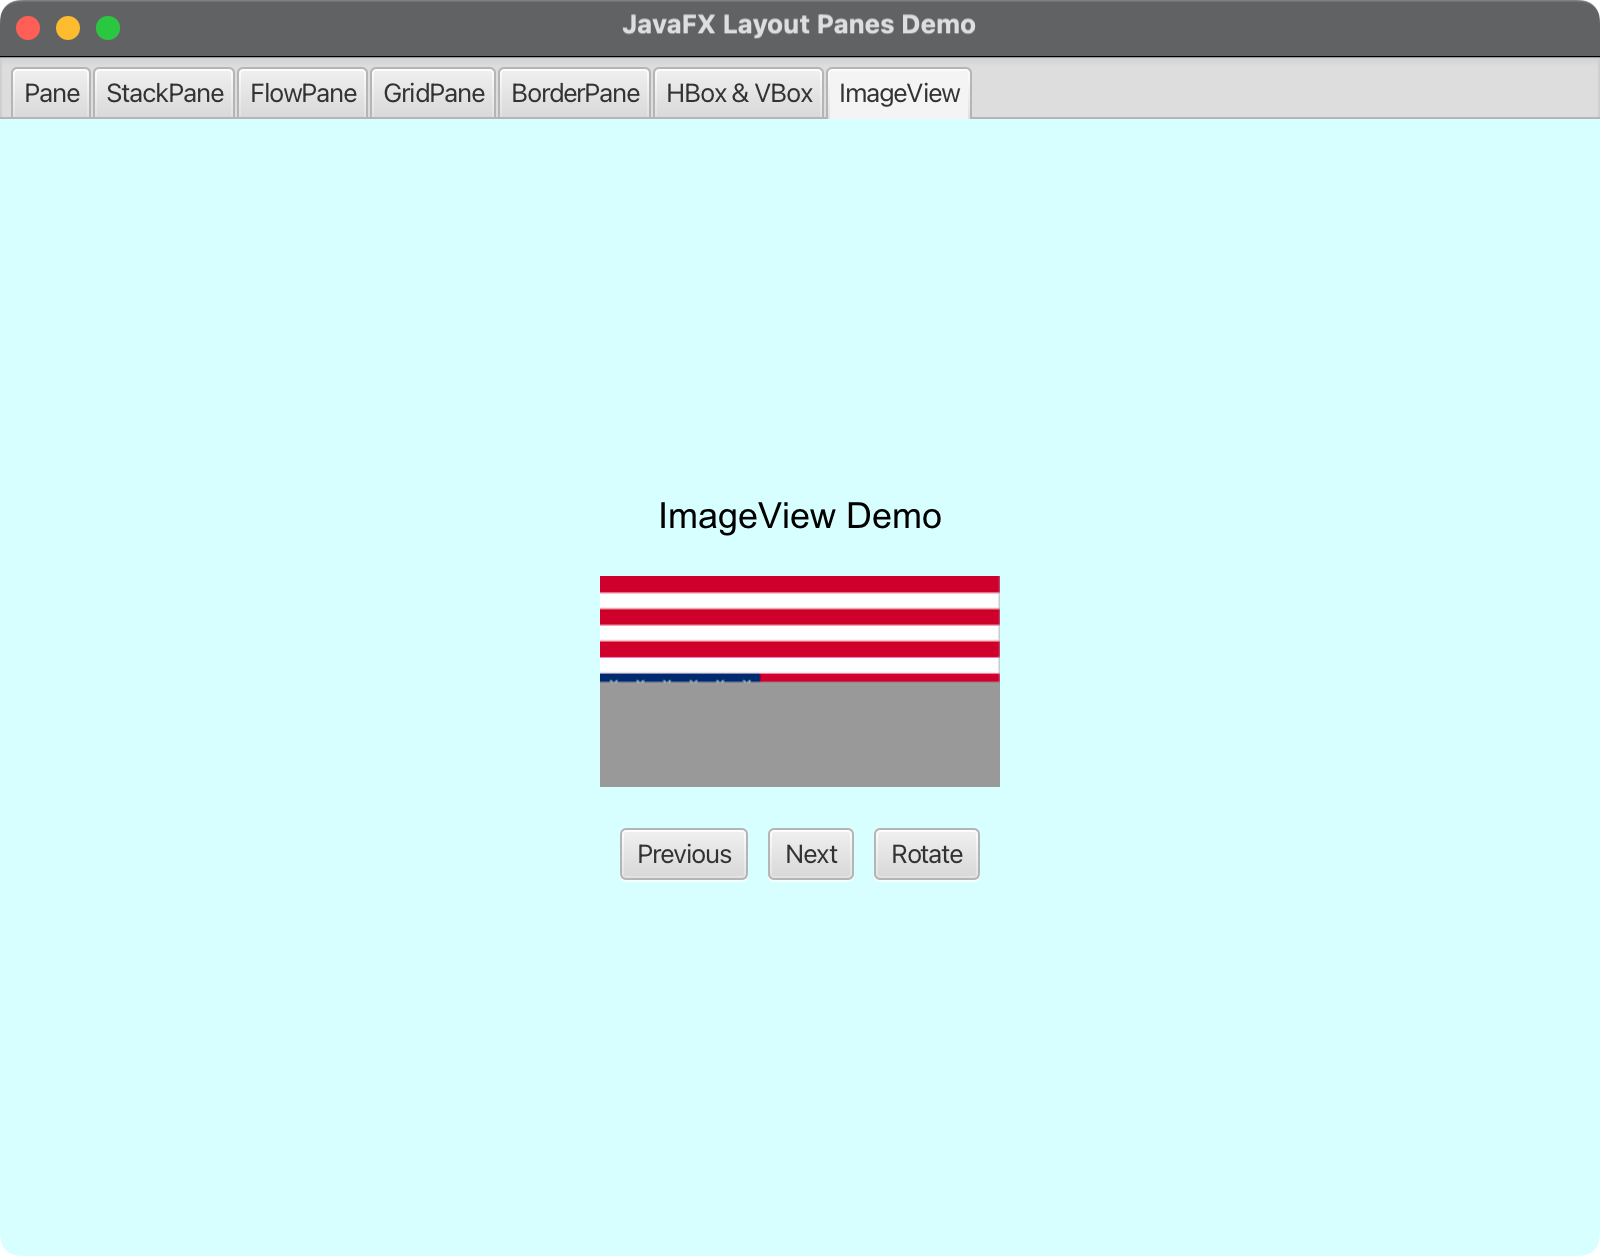 JavaFX Layout Panes Demo
Pane StackPane FlowPane GridPane BorderPane HBox & VBox ImageView
ImageView Demo
Previous Next Rotate